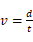 v = d/t